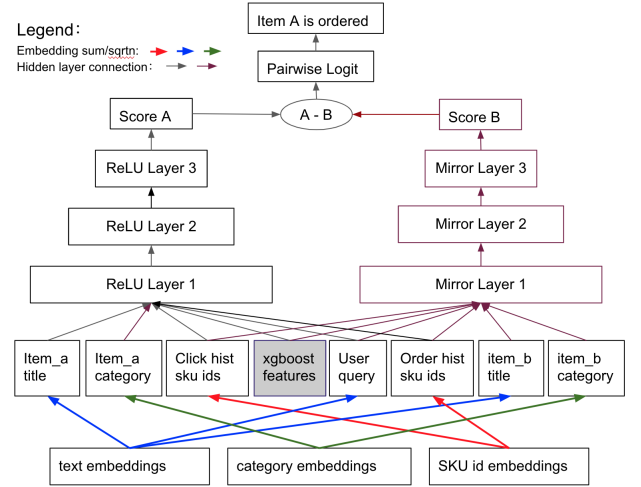 Legend:
Embedding sum/sqrtn:
Hidden layer connection:
Item A is ordered
Pairwise Logit
A - B
Score A
Score B
ReLU Layer 3
Mirror Layer 3
ReLU Layer 2
Mirror Layer 2
ReLU Layer 1
Mirror Layer 1
Item_a
title
Item_a
category
Click hist
sku ids
xgboost
features
User
query
Order hist
sku ids
item_b
title
item_b
category
text embeddings
category embeddings
SKU id embeddings